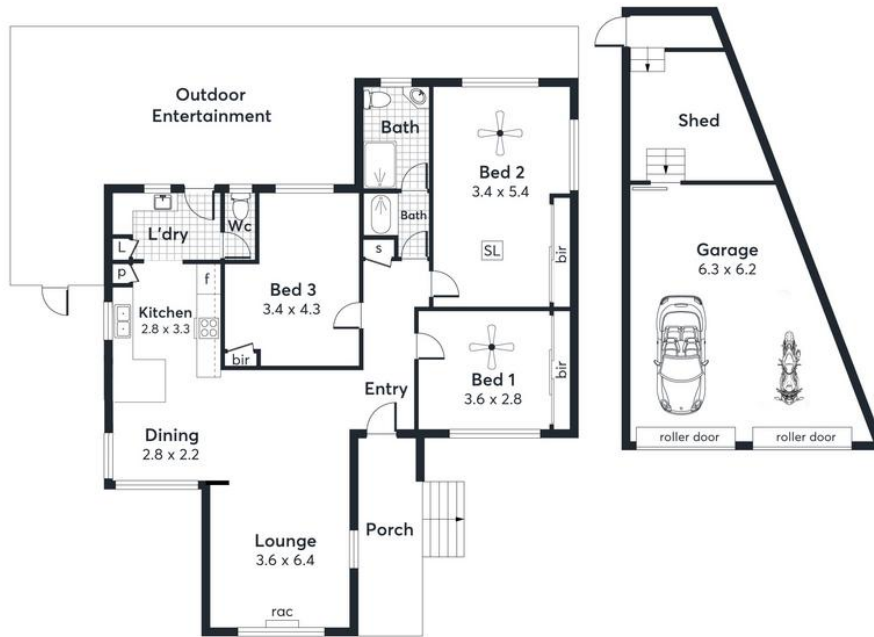 Outdoor
Entertainment
Bath
Bed 2
3.4 x 5.4
Shed
Wc
Bath
L'dry
L
s
SL
bir
Garage
6.3 x 6.2
p
f
Kitchen
2.8 x 3.3
Bed 3
3.4 x 4.3
bir
Bed 1
3.6 x 2.8
bir
Entry
Dining
2.8 x 2.2
roller door
roller door
Porch
Lounge
3.6 x 6.4
rac